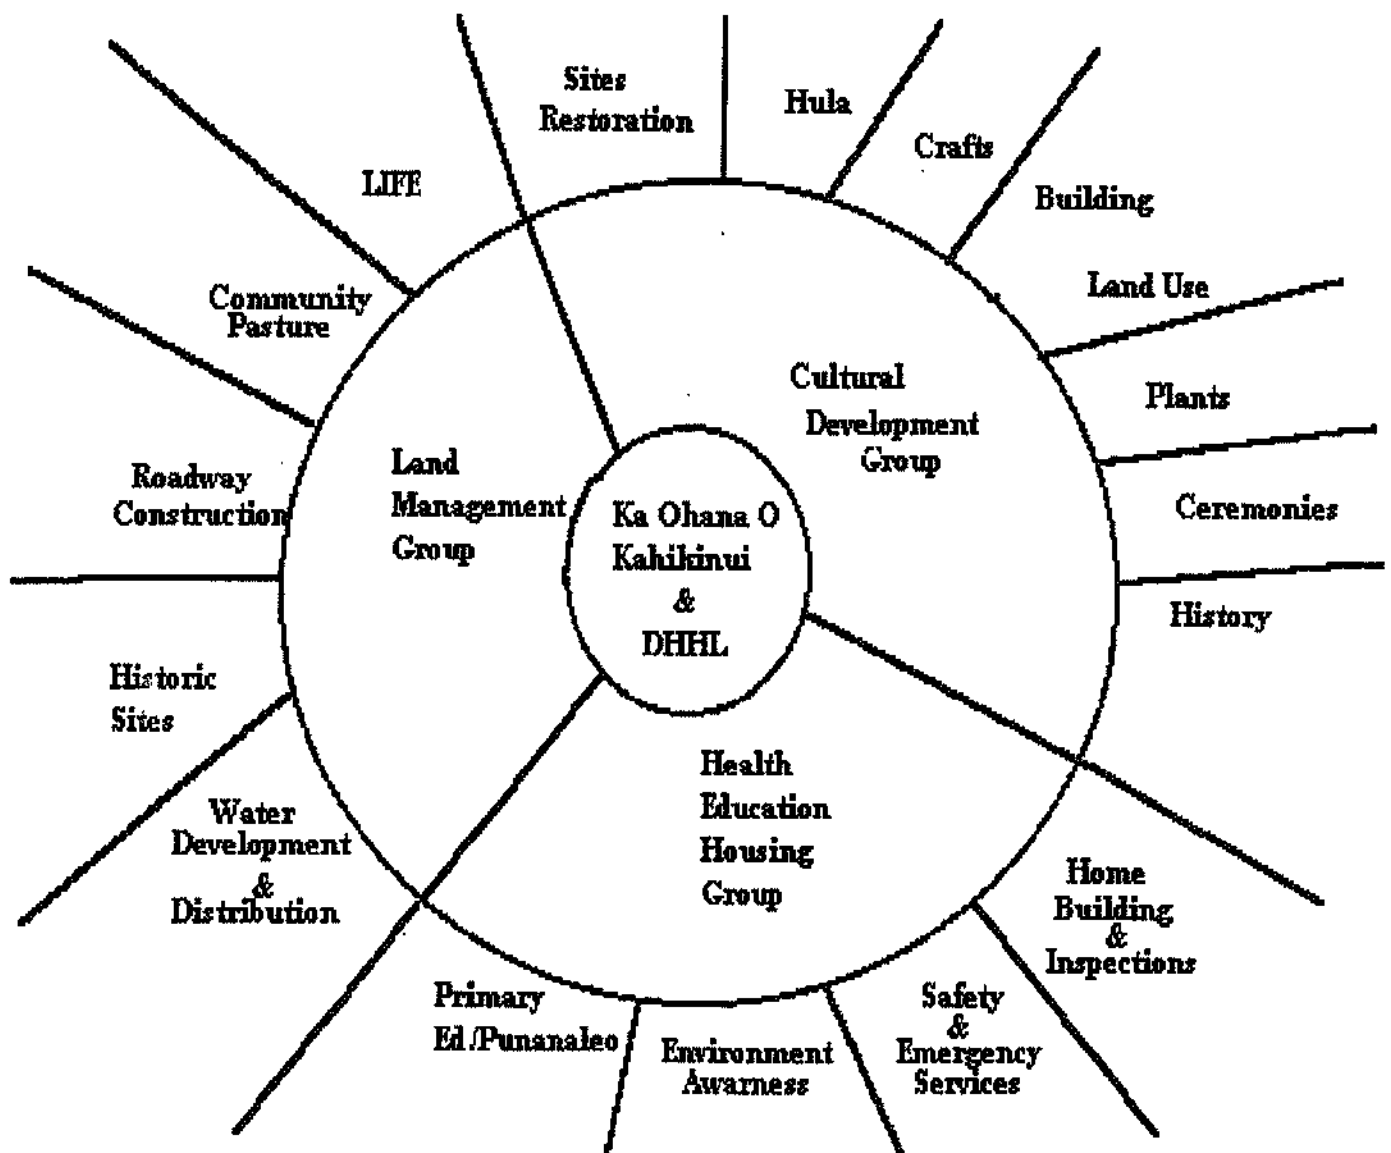 Sites
Restoration
Hula
Crafts
Building
Land Use
Plants
Ceremonies
History
LIFE
Community
Pasture
Roadway
Construction
Historic
Sites
Water
Development
&
Distribution
Cultural
Development
Group
Land
Management
Group
Ka Ohana O
Kahikinui
&
DHHL
Health
Education
Housing
Group
Home
Building
&
Inspections
Safety
&
Emergency
Services
Environment
Awarness
Primary
Ed./Punanaleo